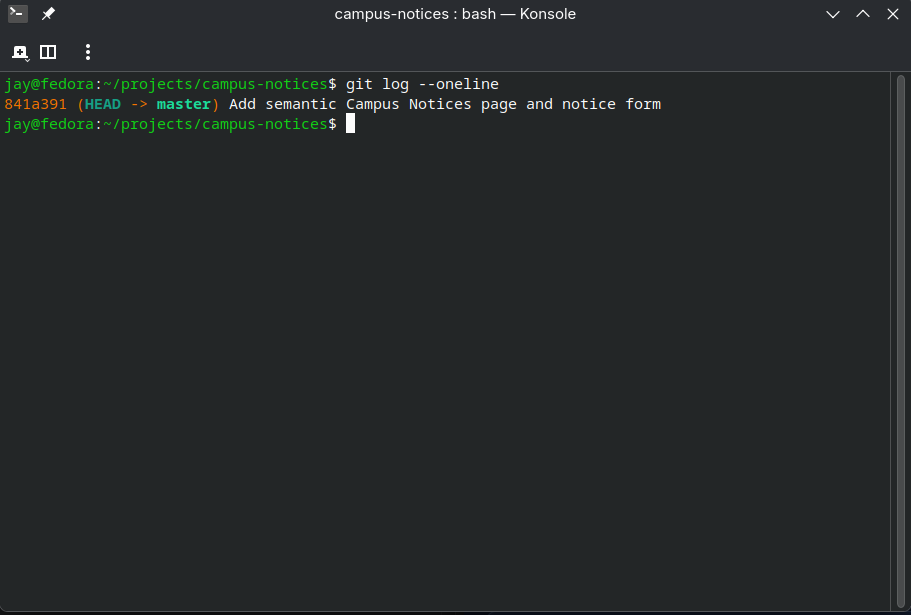 campus-notices : bash — Konsole
jay@fedora:~/projects/campus-notices$ git log --oneline
841a391 (HEAD -> master) Add semantic Campus Notices page and notice form
jay@fedora:~/projects/campus-notices$